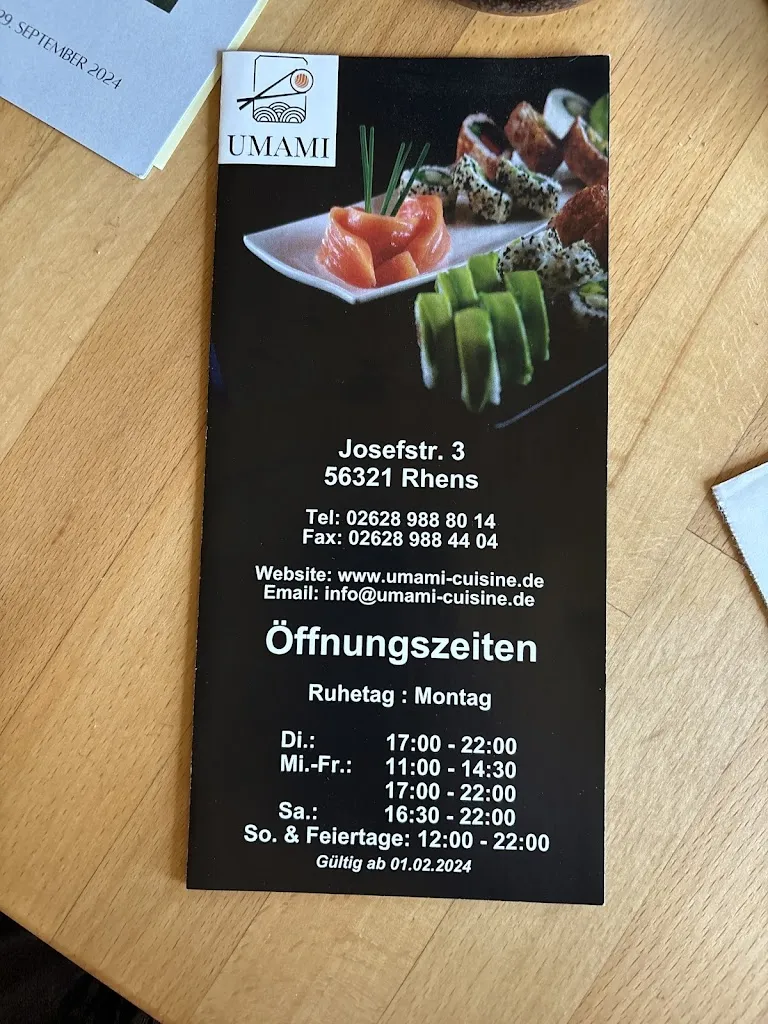 29. SEPTEMBER 2024
UMAMI
Josefstr. 3
56321 Rhens
Tel: 02628 988 80 14
Fax: 02628 988 44 04
Website: www.umami-cuisine.de
Email: info@umami-cuisine.de
Öffnungszeiten
Ruhetag : Montag
Di.: 17:00 - 22:00
Mi.-Fr.: 11:00 - 14:30
17:00 - 22:00
Sa.: 16:30 - 22:00
So. & Feiertage: 12:00 - 22:00
Gültig ab 01.02.2024